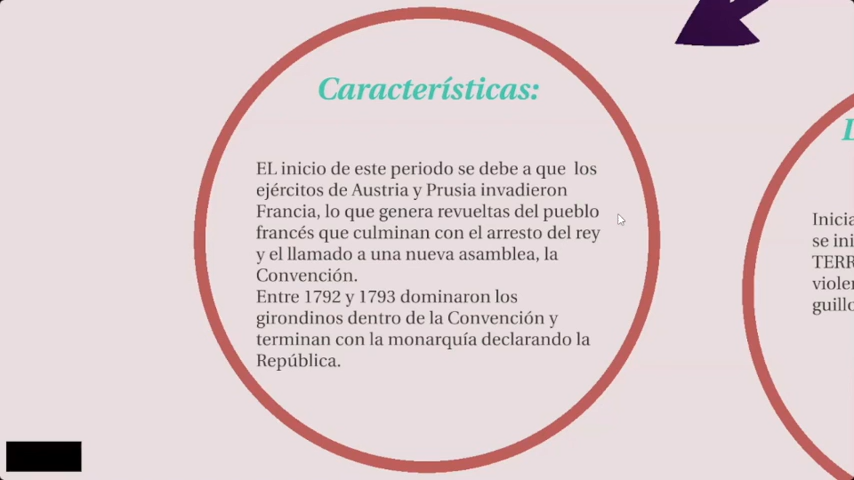 Características:
EL inicio de este periodo se debe a que  los
ejércitos de Austria y Prusia invadieron
Francia, lo que genera revueltas del pueblo
francés que culminan con el arresto del rey
y el llamado a una nueva asamblea, la
Convención.
Entre 1792 y 1793 dominaron los
girondinos dentro de la Convención y
terminan con la monarquía declarando la
República.
se